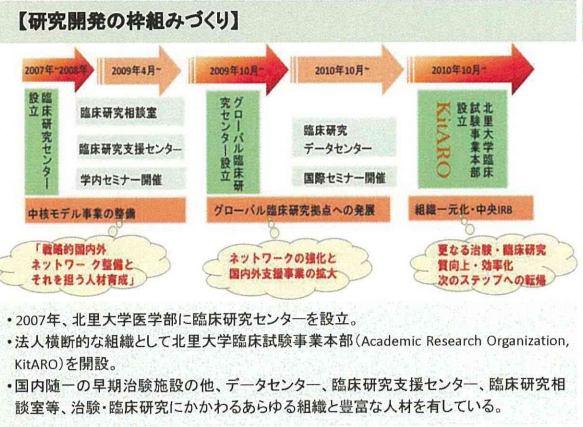 【研究開発の枠組みづくり】
2007年~2008年
2009年4月~
2009年10月~
2010年10月~
2010年10月~
臨床研究センター設立
臨床研究相談室
臨床研究支援センター
学内セミナー開催
グローバル臨床研究センター設立
臨床研究
データセンター
国際セミナー開催
北里大学臨床試験事業本部設立
KitARO
中核モデル事業の整備
グローバル臨床研究拠点への発展
組織一元化・中央IRB
「戦略的国内外
ネットワーク整備と
それを担う人材育成」
ネットワークの強化と
国内外支援事業の拡大
更なる治験・臨床研究
質向上・効率化
次のステップへの転帰
・2007年、北里大学医学部に臨床研究センターを設立。
・法人横断的な組織として北里大学臨床試験事業本部（Academic Research Organization,
KitARO）を開設。
・国内随一の早期治験施設の他、データセンター、臨床研究支援センター、臨床研究相
談室等、治験・臨床研究にかかわるあらゆる組織と豊富な人材を有している。